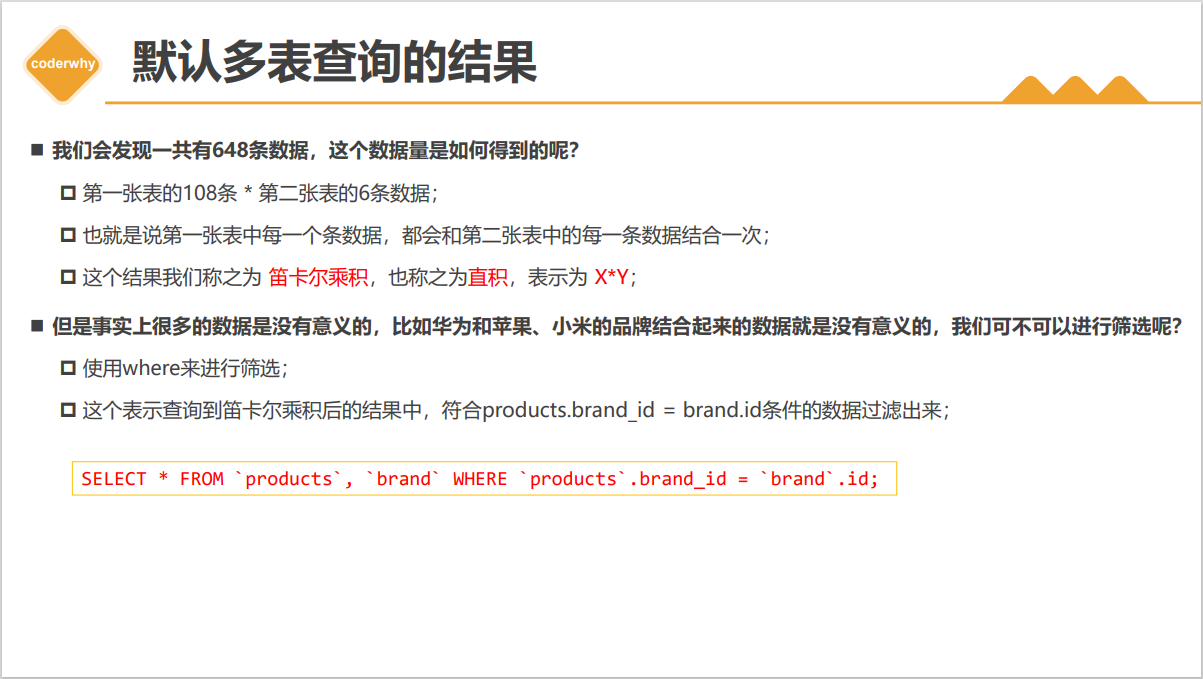 coderwhy
默认多表查询的结果
我们会发现一共有648条数据，这个数据量是如何得到的呢？
第一张表的108条 * 第二张表的6条数据；
也就是说第一张表中每一个条数据，都会和第二张表中的每一条数据结合一次；
这个结果我们称之为 笛卡尔乘积，也称之为直积，表示为 X*Y；
但是事实上很多的数据是没有意义的，比如华为和苹果、小米的品牌结合起来的数据就是没有意义的，我们可不可以进行筛选呢？
使用where来进行筛选；
这个表示查询到笛卡尔乘积后的结果中，符合products.brand_id = brand.id条件的数据过滤出来；
SELECT * FROM `products`, `brand` WHERE `products`.brand_id = `brand`.id;